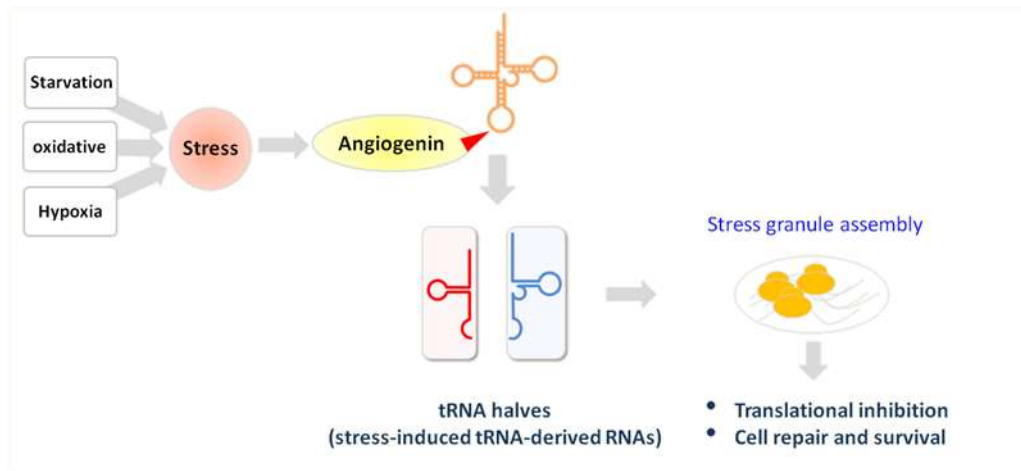 Starvation
oxidative
Hypoxia
Stress
Angiogenin
Stress granule assembly
tRNA halves
(stress-induced tRNA-derived RNAs)
• Translational inhibition
• Cell repair and survival